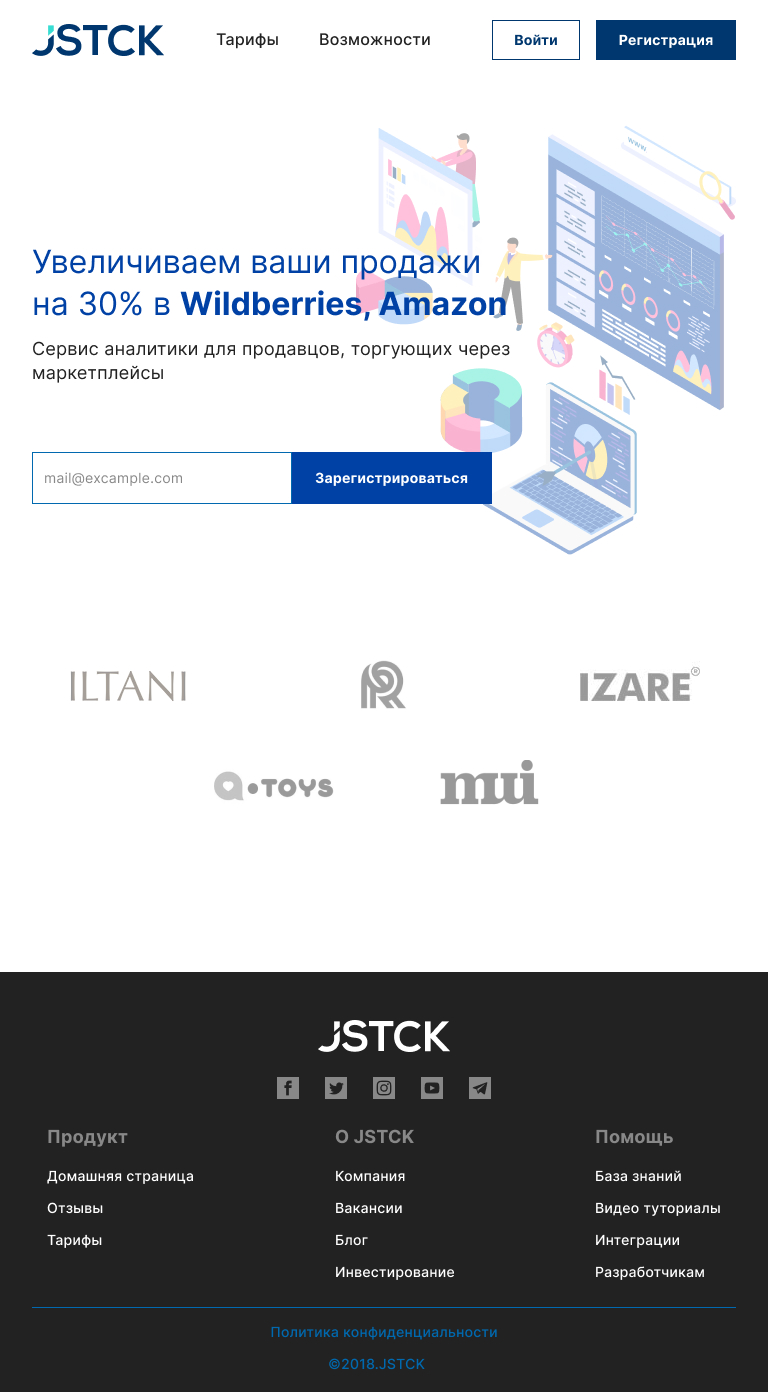 JSTCK
Тарифы
Возможности
Войти
Регистрация
www
Увеличиваем ваши продажи
на 30% в Wildberries, Amazon
Сервис аналитики для продавцов, торгующих через
маркетплейсы
mail@excample.com
Зарегистрироваться
ILTANI
IZARE®
TOYS
mui
JSTCK
Продукт
Домашняя страница
Отзывы
Тарифы
О JSTCK
Компания
Вакансии
Блог
Инвестирование
Помощь
База знаний
Видео туториалы
Интеграции
Разработчикам
Политика конфиденциальности
©2018.JSTCK